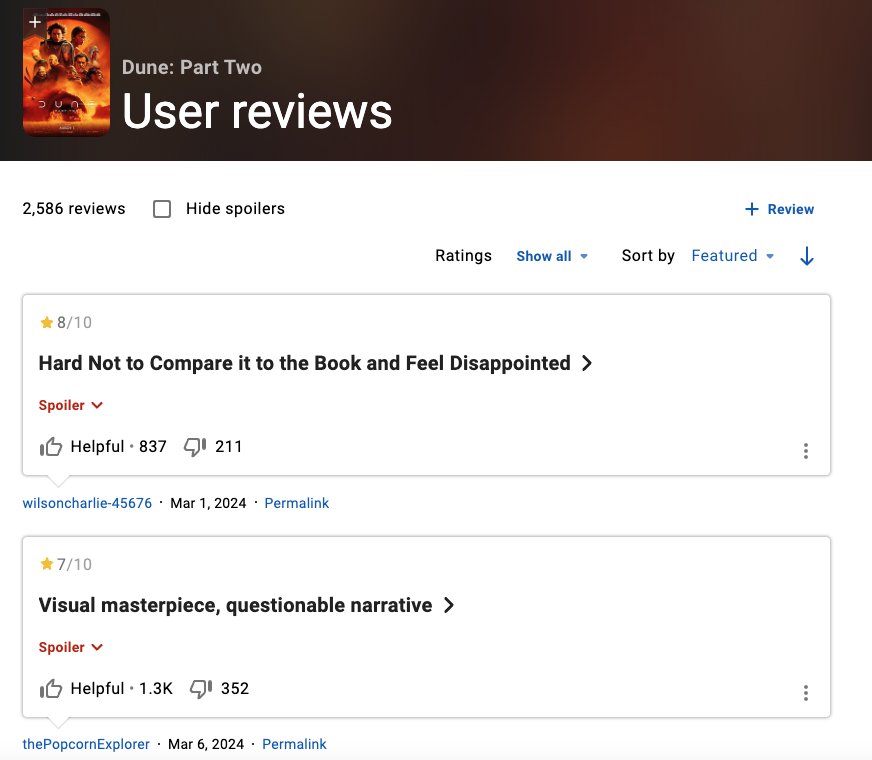 Dune: Part Two
DUNE
User reviews
2,586 reviews Hide spoilers + Review
Ratings Show all Sort by Featured
8/10
Hard Not to Compare it to the Book and Feel Disappointed
Spoiler
Helpful • 837 211
wilsoncharlie-45676 · Mar 1, 2024 · Permalink
7/10
Visual masterpiece, questionable narrative
Spoiler
Helpful • 1.3K 352
thePopcornExplorer · Mar 6, 2024 · Permalink